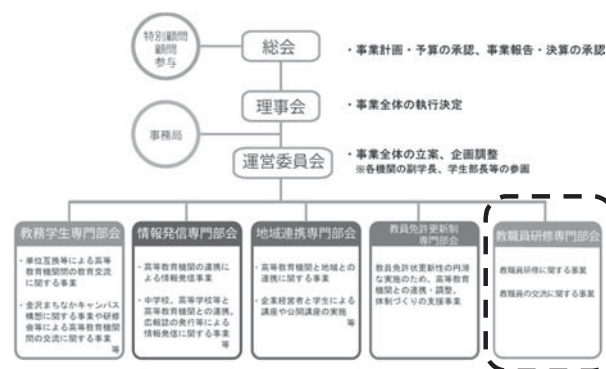 特別顧問
顧問
参与
総会
・事業計画・予算の承認、事業報告・決算の承認
理事会
・事業全体の執行決定
事務局
運営委員会
・事業全体の立案、企画調整
※各機関の副学長、学生部長等の参画
教務学生専門部会
・単位互換等による高等
教育機関間の教育交流
に関する事業
・金沢まちなかキャンパス
構想に関する事業や研修
会等による高等教育機関
間の交流に関する事業
等
情報発信専門部会
・高等教育機関の連携によ
る情報発信事業
・中学校、高等学校等と
高等教育機関との連携、
広報誌の発行等による
情報発信に関する事業
等
地域連携専門部会
・高等教育機関と地域との
連携に関する事業
・企業経営者と学生による
講座や公開講座の実施
等
教員免許更新制
専門部会
教員免許状更新性の円滑
な実施のため、高等教育
機関との連携・調整、
体制づくりの支援事業
教職員研修専門部会
教職員研修に関する事業
教職員の交流に関する事業